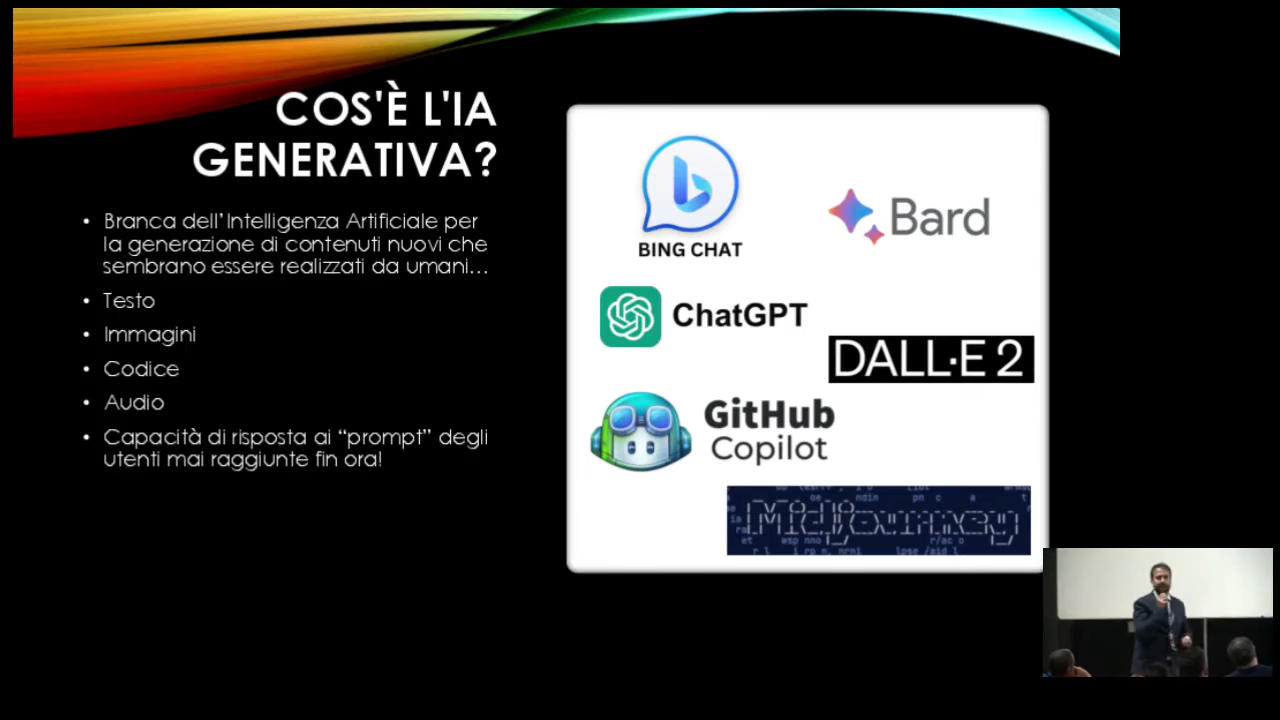 COS'È L'IA
GENERATIVA?
• Branca dell'Intelligenza Artificiale per
la generazione di contenuti nuovi che
sembrano essere realizzati da umani...
• Testo
• Immagini
• Codice
• Audio
• Capacità di risposta ai “prompt” degli
utenti mai raggiunte fin ora!
BING CHAT
Bard
ChatGPT
DALL·E 2
GitHub
Copilot
Midjourney